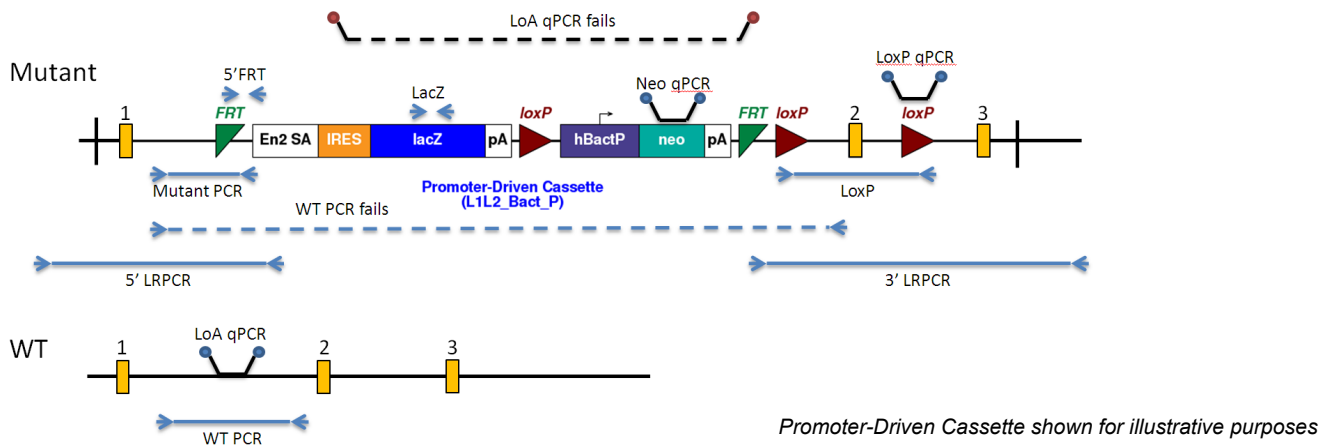 LoA qPCR fails
Mutant
5'FRT
LacZ
Neo qPCR
LoxP qPCR
1
FRT
loxP
FRT
loxP
2
loxP
3
En2 SA
IRES
lacZ
pA
hBactP
neo
pA
Mutant PCR
Promoter-Driven Cassette
(L1L2_Bact_P)
LoxP
WT PCR fails
5' LRPCR
3' LRPCR
WT
1
LoA qPCR
2
3
WT PCR
Promoter-Driven Cassette shown for illustrative purposes